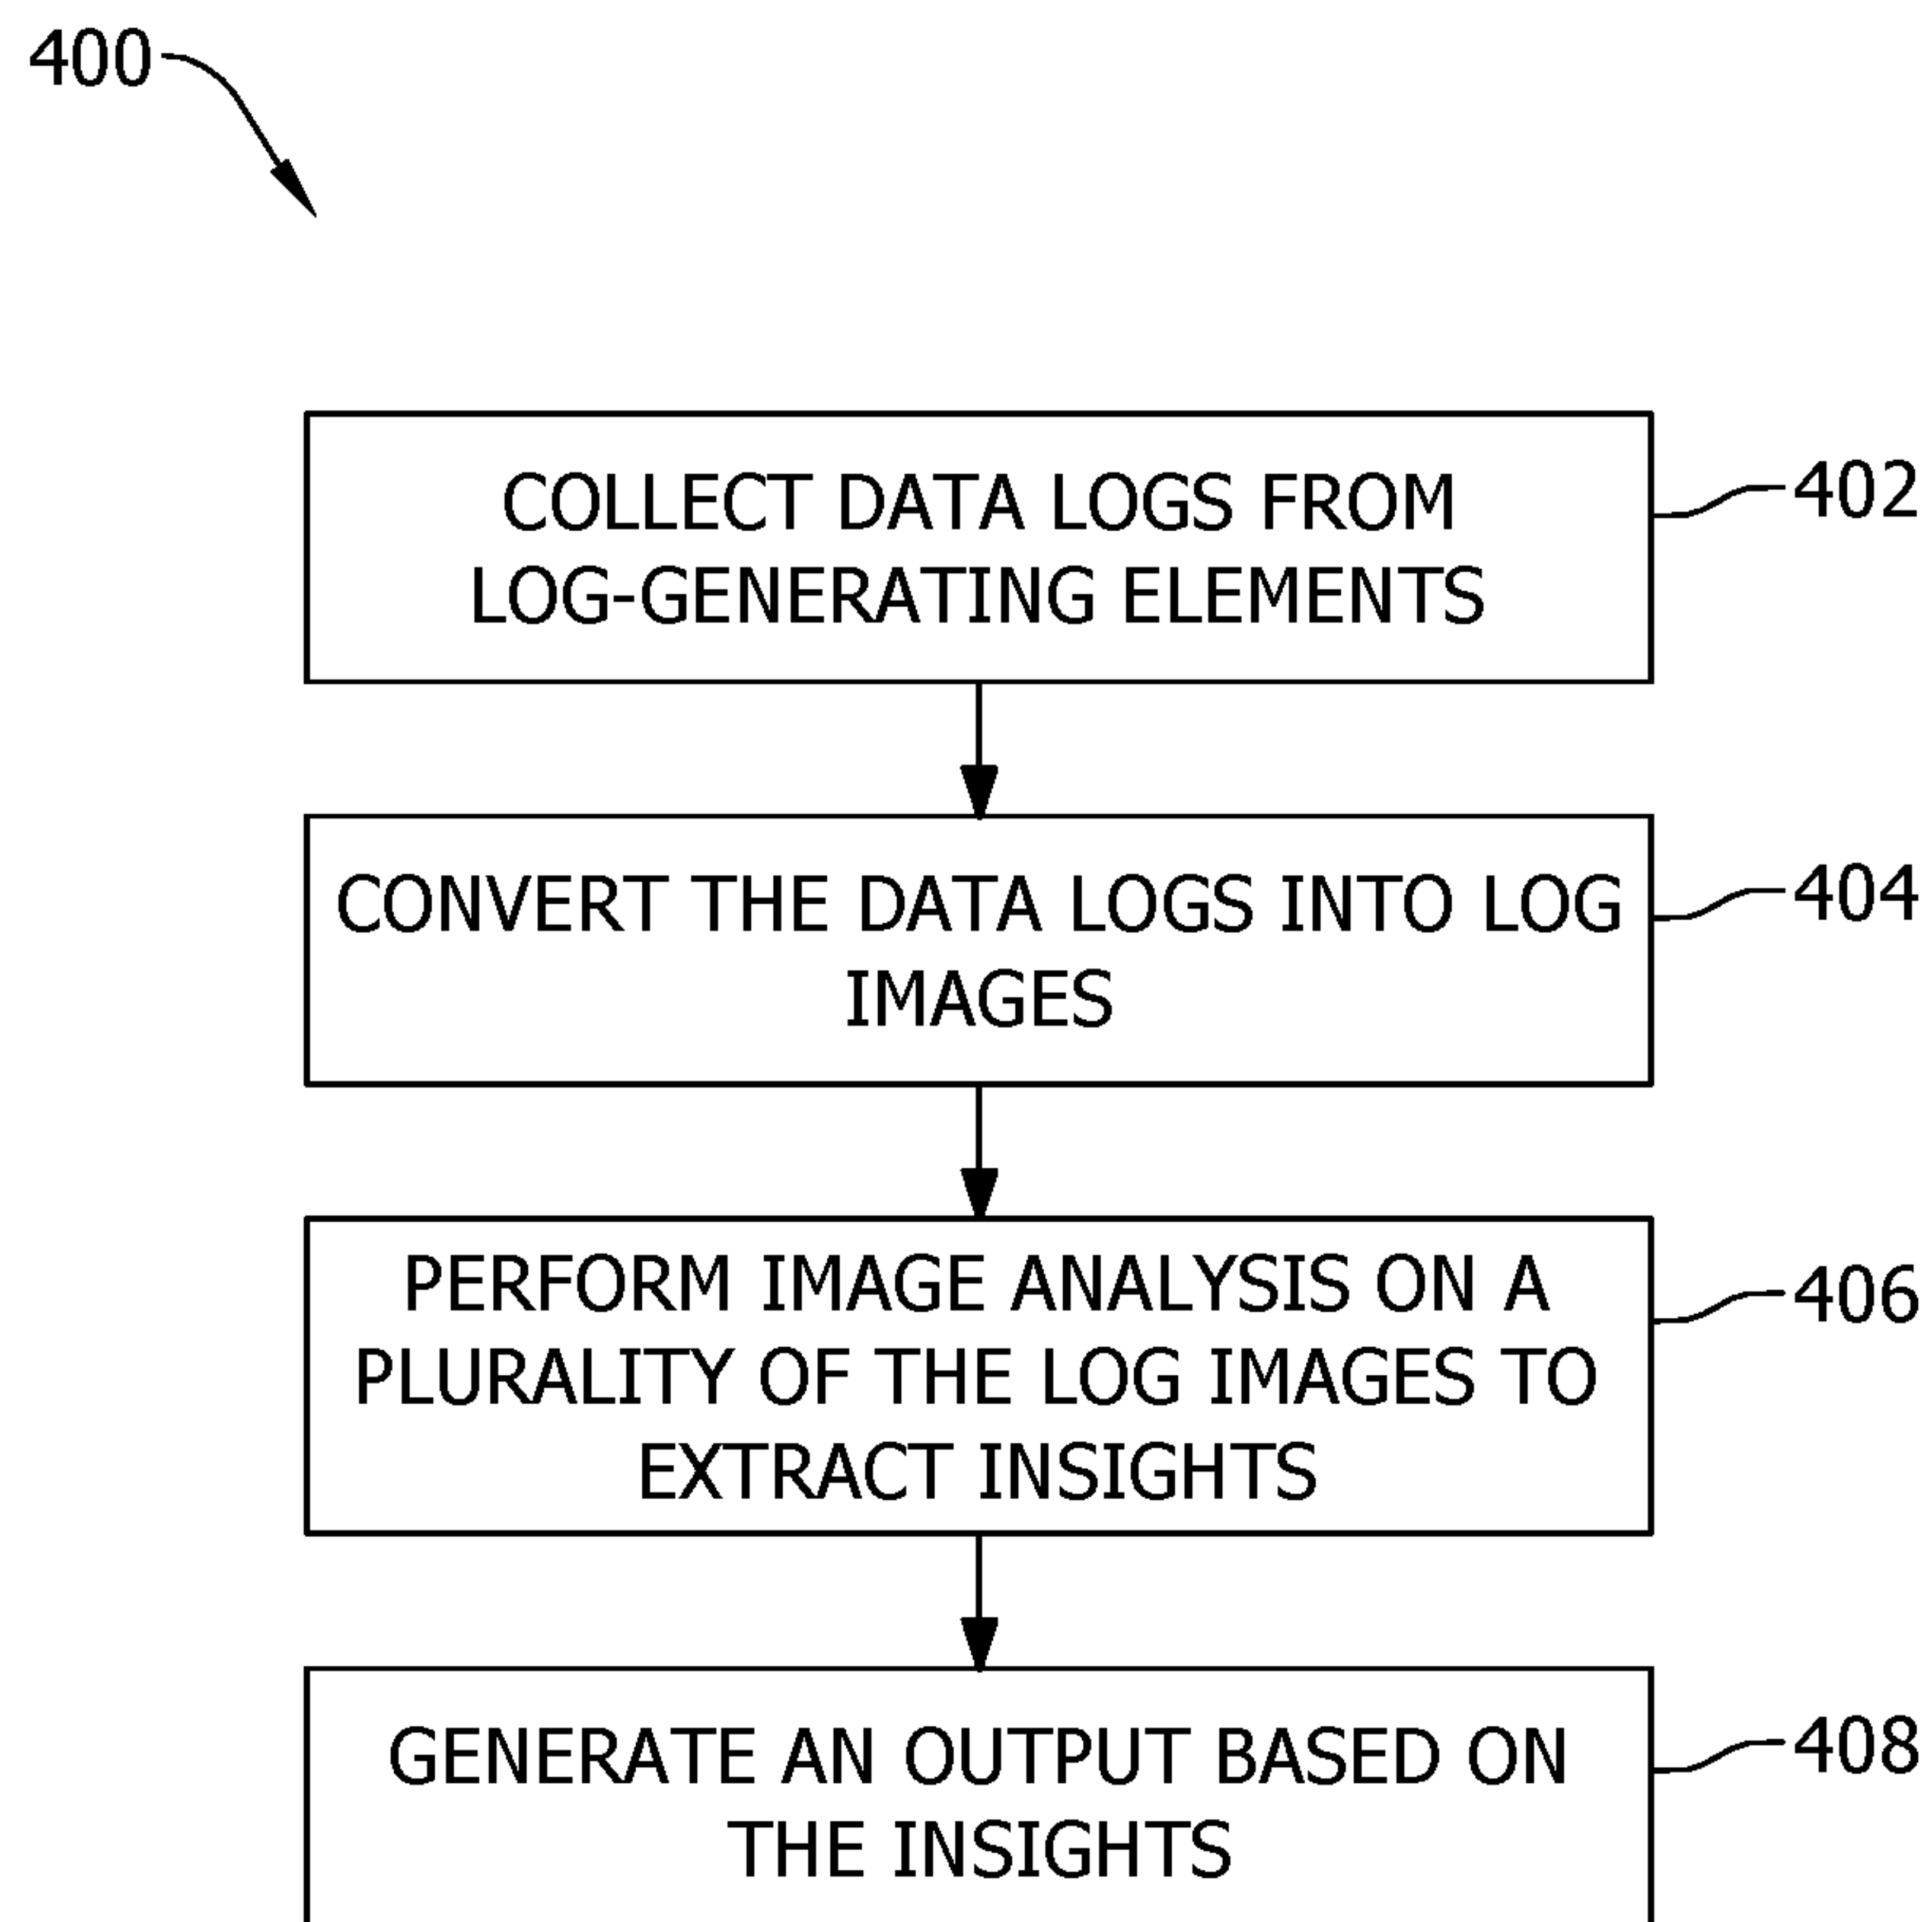 400
COLLECT DATA LOGS FROM
LOG-GENERATING ELEMENTS
402
CONVERT THE DATA LOGS INTO LOG
IMAGES
404
PERFORM IMAGE ANALYSIS ON A
PLURALITY OF THE LOG IMAGES TO
EXTRACT INSIGHTS
406
GENERATE AN OUTPUT BASED ON
THE INSIGHTS
408